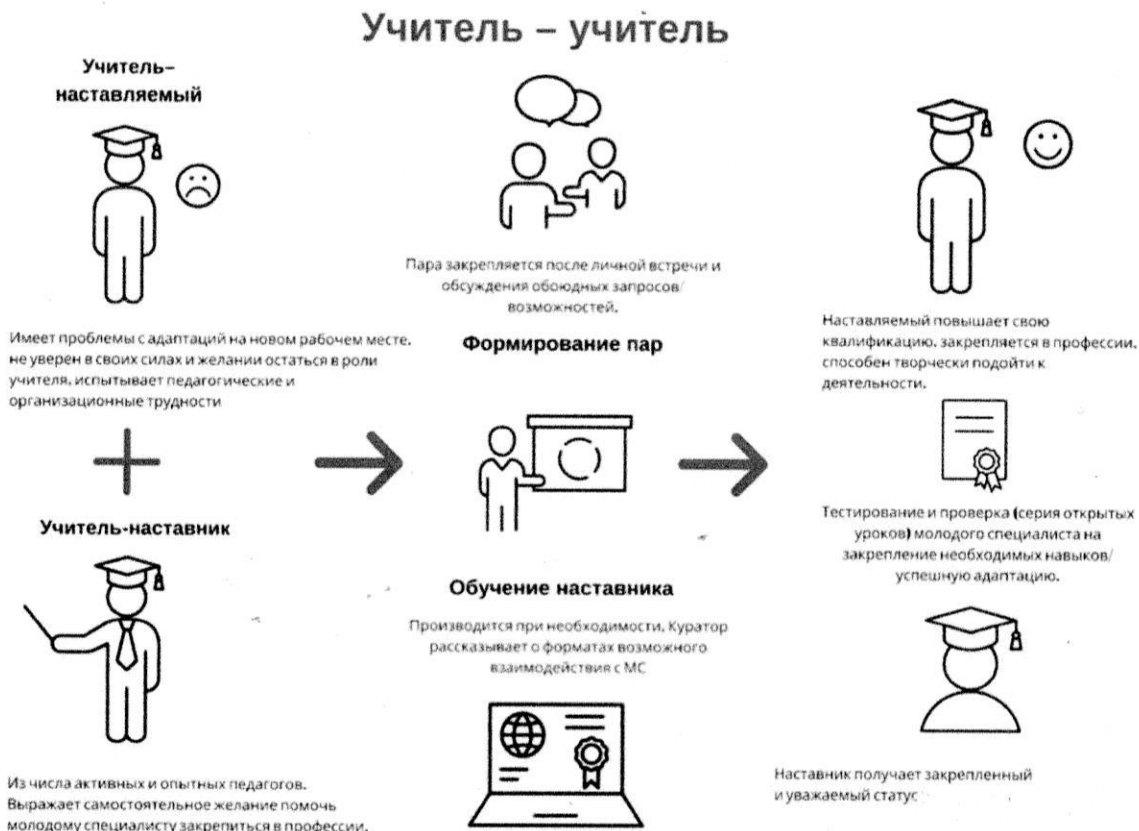 Учитель – учитель
Учитель–
наставляемый
Имеет проблемы с адаптаций на новом рабочем месте.
не уверен в своих силах и желании остаться в роли
учителя. испытывает педагогические и
организационные трудности
Учитель-наставник
Из числа активных и опытных педагогов.
Выражает самостоятельное желание помочь
молодому специалисту закрепиться в профессии.
Пара закрепляется после личной встречи и
обсуждения обоюдных запросов/
возможностей.
Формирование пар
Обучение наставника
Производится при необходимости. Куратор
рассказывает о форматах возможного
взаимодействия с МС
Наставляемый повышает свою
квалификацию. закрепляется в профессии.
способен творчески подойти к
деятельности.
Тестирование и проверка (серия открытых
уроков) молодого специалиста на
закрепление необходимых навыков/
успешную адаптацию.
Наставник получает закрепленный
и уважаемый статус